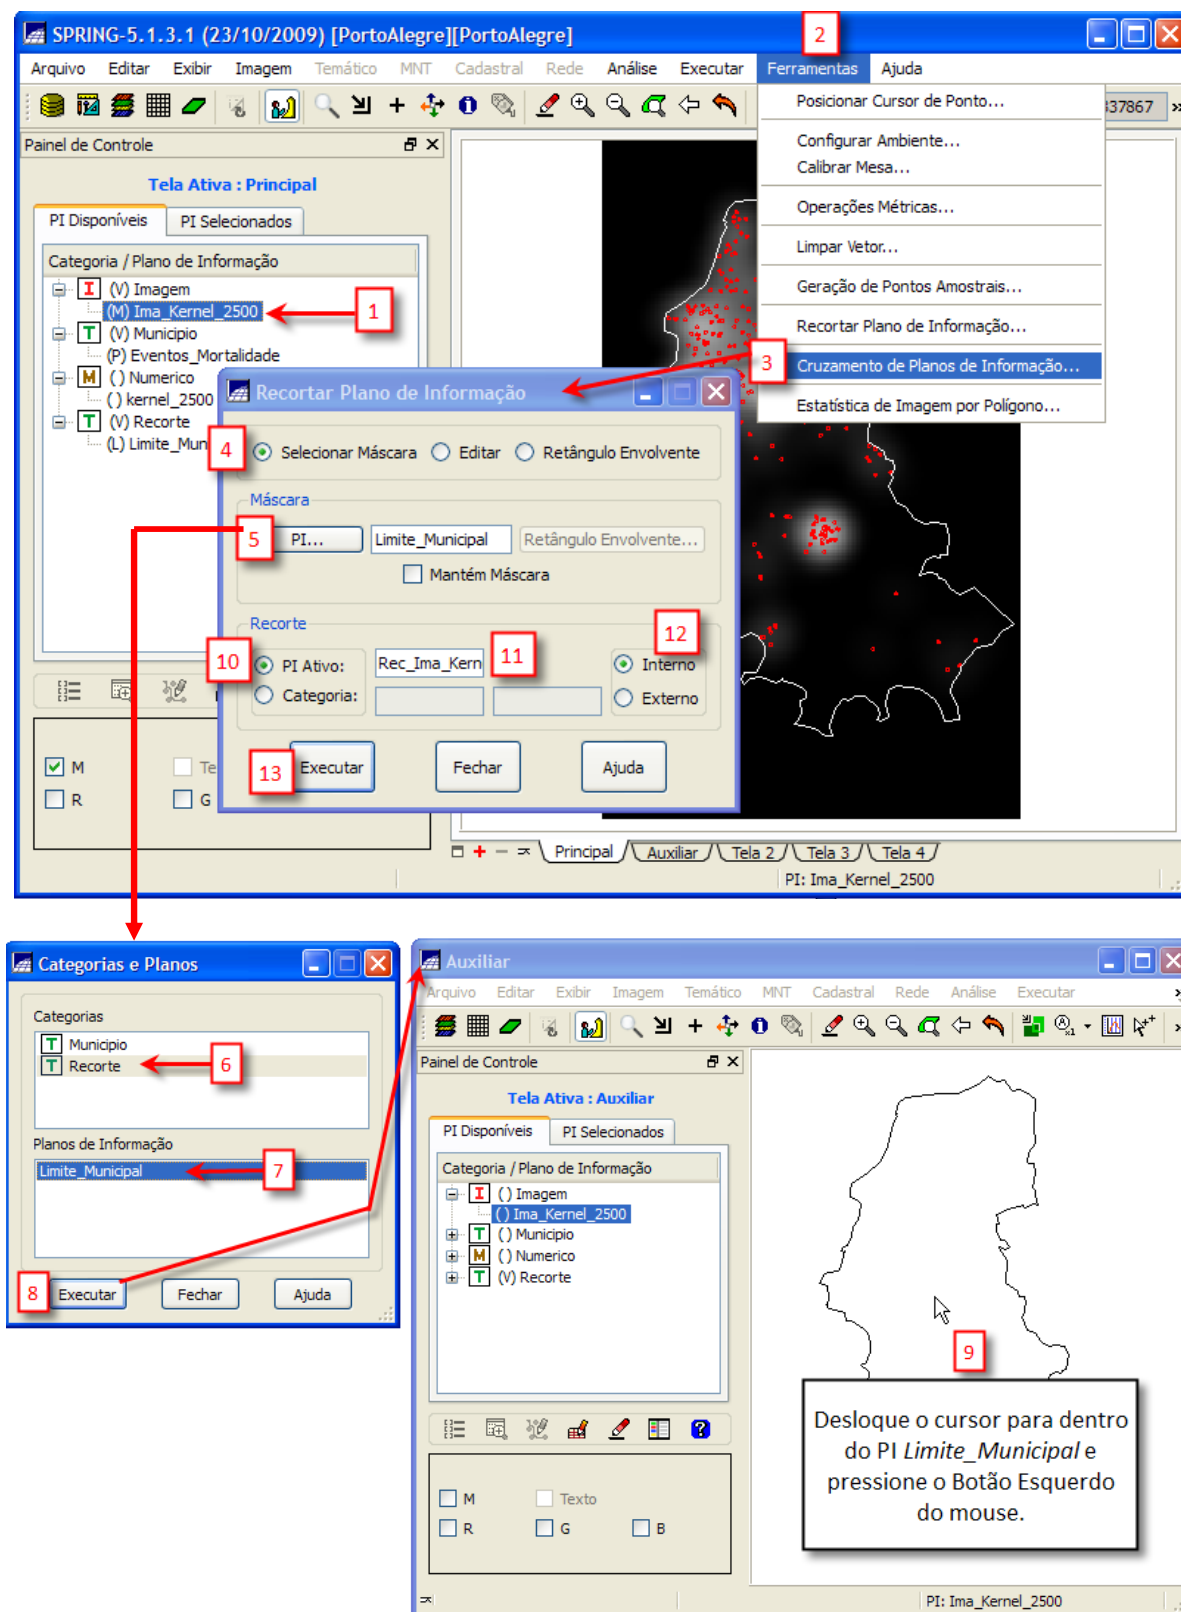 SPRING-5.1.3.1 (23/10/2009) [PortoAlegre][PortoAlegre]
2
Arquivo Editar Exibir Imagem Temático MNT Cadastral Rede Análise Executar Ferramentas Ajuda
337867
Posicionar Cursor de Ponto...
Configurar Ambiente...
Calibrar Mesa...
Operações Métricas...
Limpar Vetor...
Geração de Pontos Amostrais...
Recortar Plano de Informação...
3
Cruzamento de Planos de Informação...
Estatística de Imagem por Polígono...
Painel de Controle
Tela Ativa : Principal
PI Disponíveis PI Selecionados
Categoria / Plano de Informação
(V) Imagem
(M) Ima_Kernel_2500
1
(V) Municipio
(P) Eventos_Mortalidade
( ) Numerico
( ) kernel_2500
(V) Recorte
(L) Limite_Mun
M Te
R G
Recortar Plano de Informação
4
Selecionar Máscara Editar Retângulo Envolvente
Máscara
5
PI... Limite_Municipal Retângulo Envolvente...
Mantém Máscara
Recorte
12
10
PI Ativo: Rec_Ima_Kern
11
Interno
Categoria: Externo
13
Executar Fechar Ajuda
Principal Auxiliar Tela 2 Tela 3 Tela 4
PI: Ima_Kernel_2500
Categorias e Planos
Categorias
Municipio
Recorte
6
Planos de Informação
Limite_Municipal
7
8
Executar Fechar Ajuda
Auxiliar
Arquivo Editar Exibir Imagem Temático MNT Cadastral Rede Análise Executar
Painel de Controle
Tela Ativa : Auxiliar
PI Disponíveis PI Selecionados
Categoria / Plano de Informação
( ) Imagem
( ) Ima_Kernel_2500
( ) Municipio
( ) Numerico
(V) Recorte
M Texto
R G B
9
Desloque o cursor para dentro
do PI Limite_Municipal e
pressione o Botão Esquerdo
do mouse.
PI: Ima_Kernel_2500